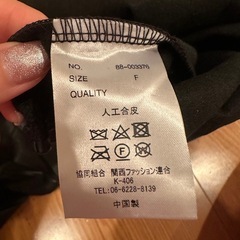 NO. 88-003376
SIZE F
QUALITY
人工合皮
協同組合 関西ファッション連合
K-406
TEL:06-6228-8139
中国製